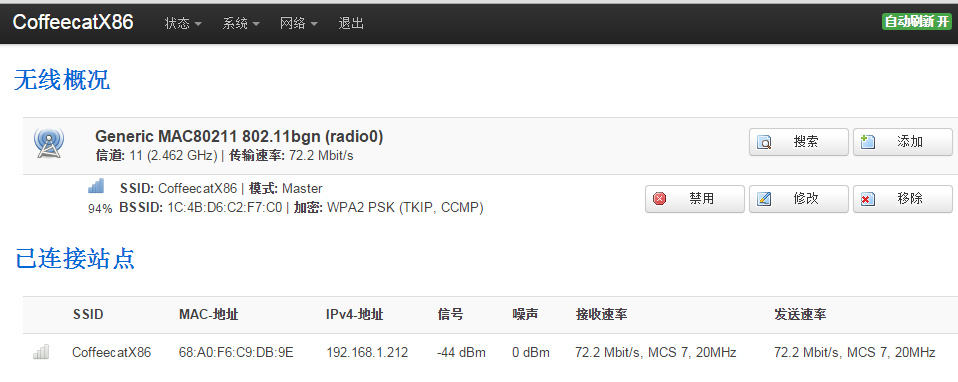 CoffeecatX86 状态 系统 网络 退出 自动刷新 开
无线概况
Generic MAC80211 802.11bgn (radio0)
信道: 11 (2.462 GHz) | 传输速率: 72.2 Mbit/s
搜索 添加
SSID: CoffeecatX86 | 模式: Master
94% BSSID: 1C:4B:D6:C2:F7:C0 | 加密: WPA2 PSK (TKIP, CCMP)
禁用 修改 移除
已连接站点
SSID MAC-地址 IPv4-地址 信号 噪声 接收速率 发送速率
CoffeecatX86 68:A0:F6:C9:DB:9E 192.168.1.212 -44 dBm 0 dBm 72.2 Mbit/s, MCS 7, 20MHz 72.2 Mbit/s, MCS 7, 20MHz